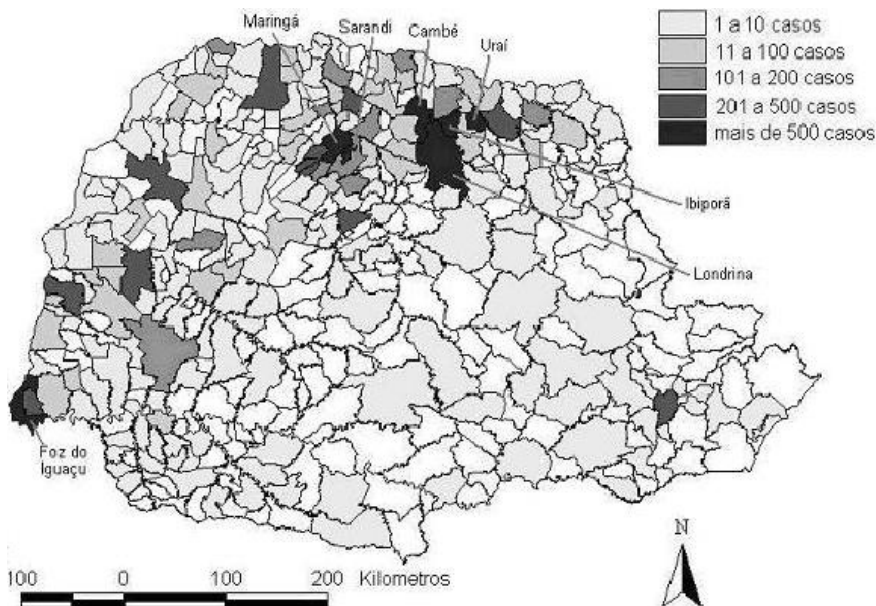 Maringá
Sarandi
Cambé
Uraí
1 a 10 casos
11 a 100 casos
101 a 200 casos
201 a 500 casos
mais de 500 casos
Ibiporã
Londrina
Foz do
Iguaçu
N
100 0 100 200 Killometros